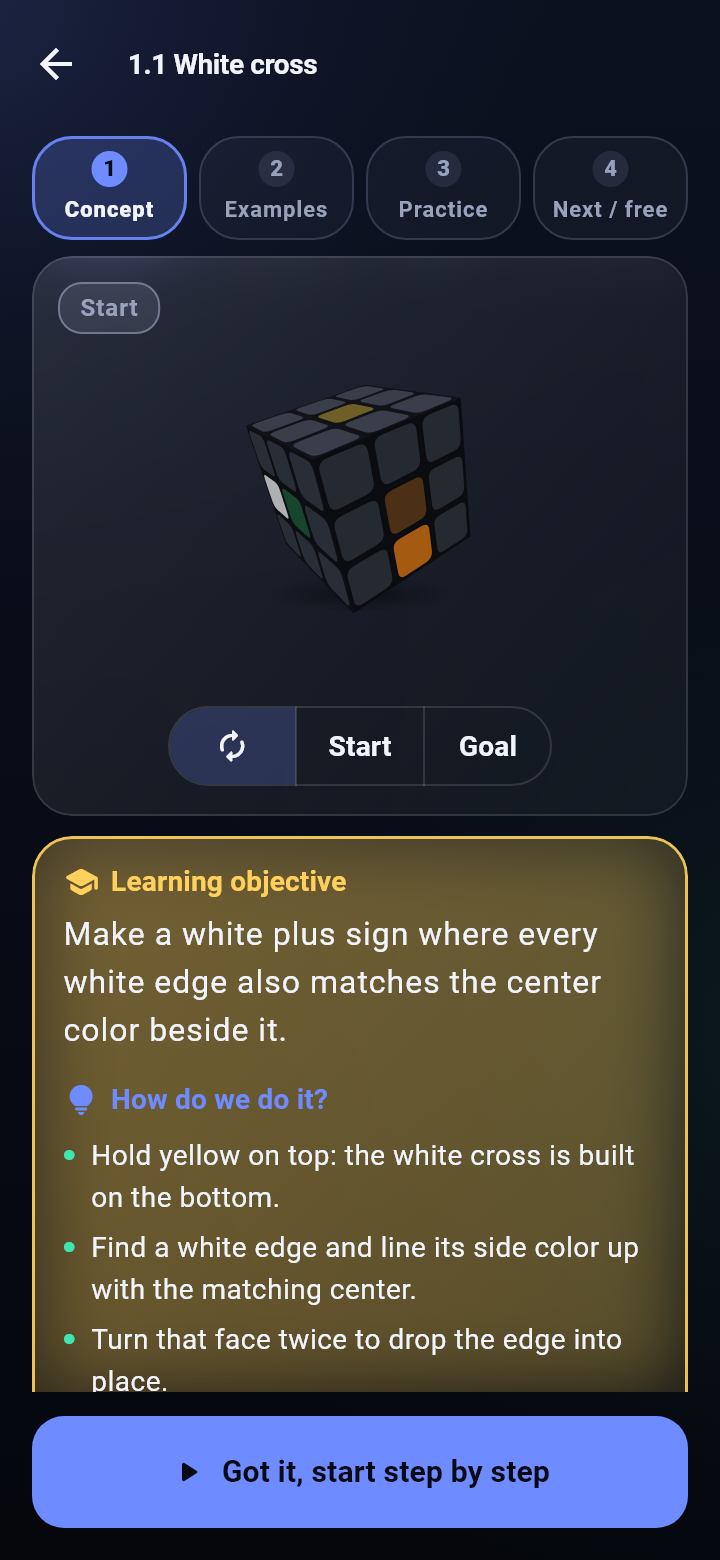 1.1 White cross
1
Concept
2
Examples
3
Practice
4
Next / free
Start
Start
Goal
Learning objective
Make a white plus sign where every
white edge also matches the center
color beside it.
How do we do it?
Hold yellow on top: the white cross is built
on the bottom.
Find a white edge and line its side color up
with the matching center.
Turn that face twice to drop the edge into
place.
Got it, start step by step